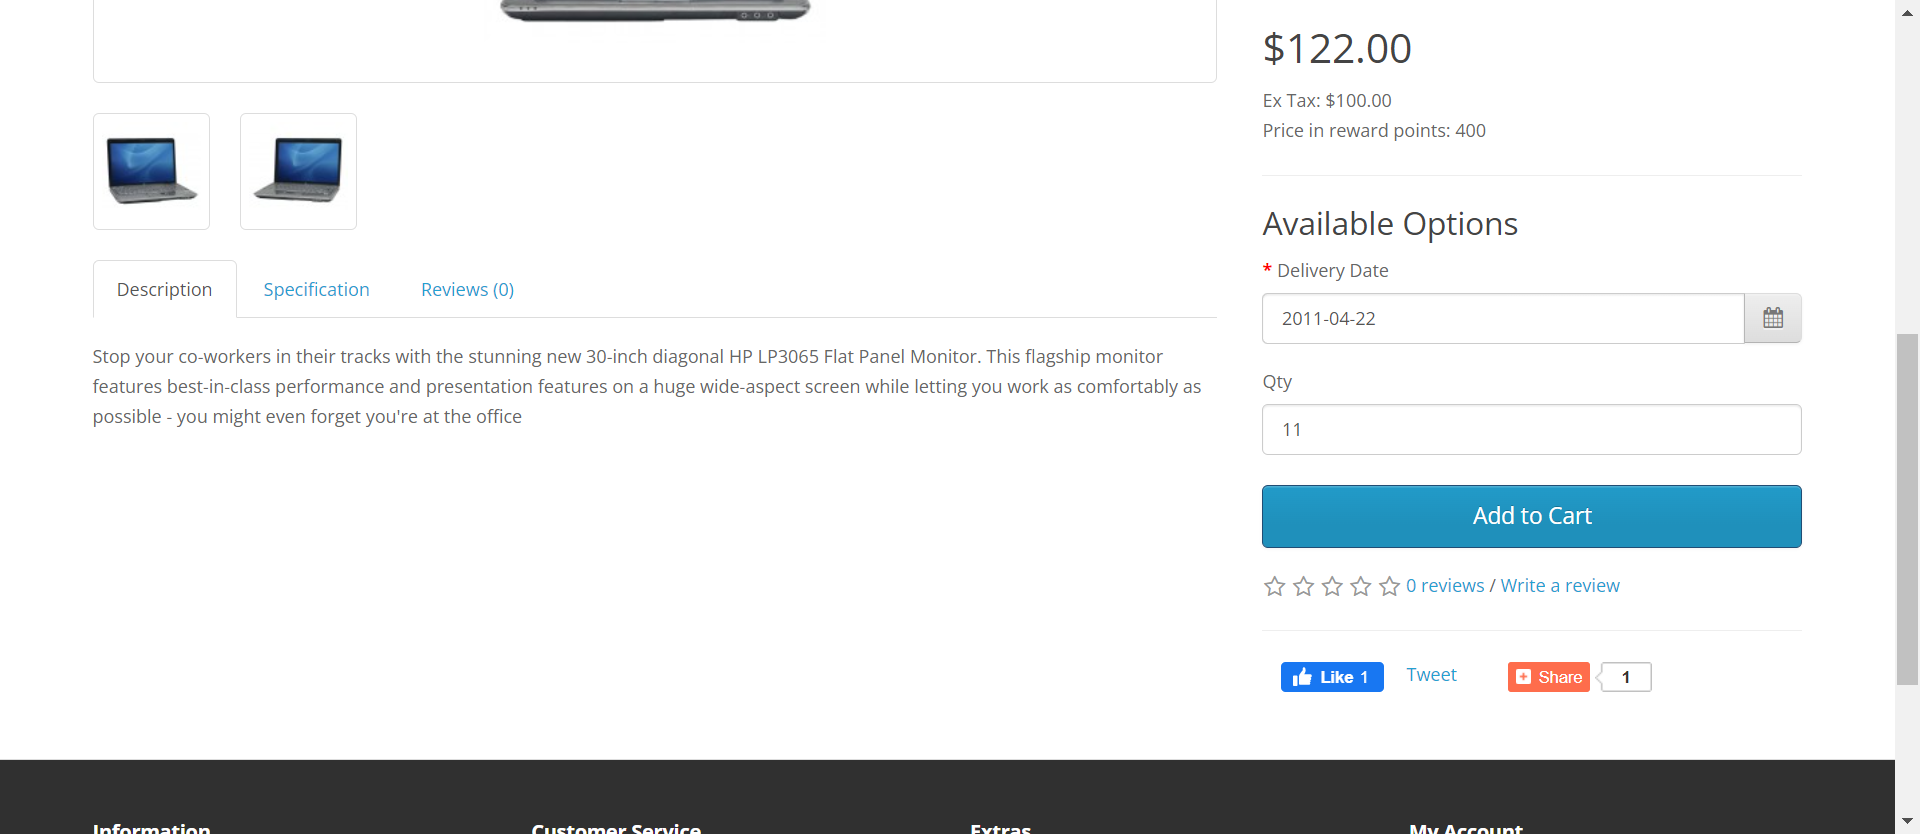 $122.00
Ex Tax: $100.00
Price in reward points: 400
Available Options
* Delivery Date
2011-04-22
Qty
11
Add to Cart
0 reviews / Write a review
Like 1
Tweet
Share
1
Description
Specification
Reviews (0)
Stop your co-workers in their tracks with the stunning new 30-inch diagonal HP LP3065 Flat Panel Monitor. This flagship monitor
features best-in-class performance and presentation features on a huge wide-aspect screen while letting you work as comfortably as
possible - you might even forget you're at the office
Information
Customer Service
Extras
My Account